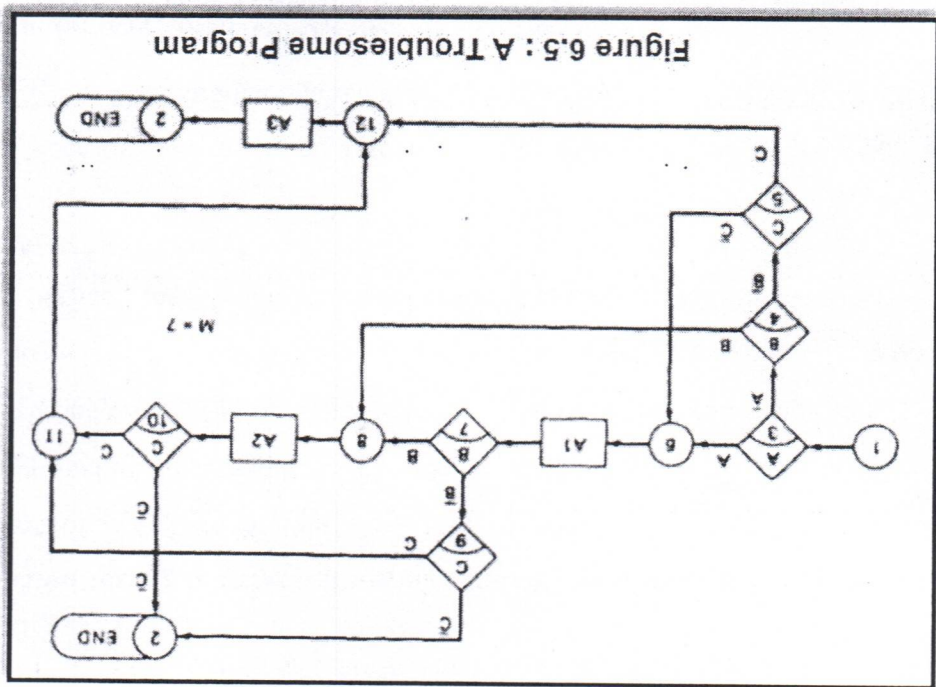 C̄
2 END
C̄
C
9
C
C̄
B̄
1
A
3
A
6
A1
B
7
B
8
A2
C
10
C
11
Ā
B
4
B
M = 7
B̄
C
5
C̄
C
12
A3
2 END
Figure 6.5 : A Troublesome Program